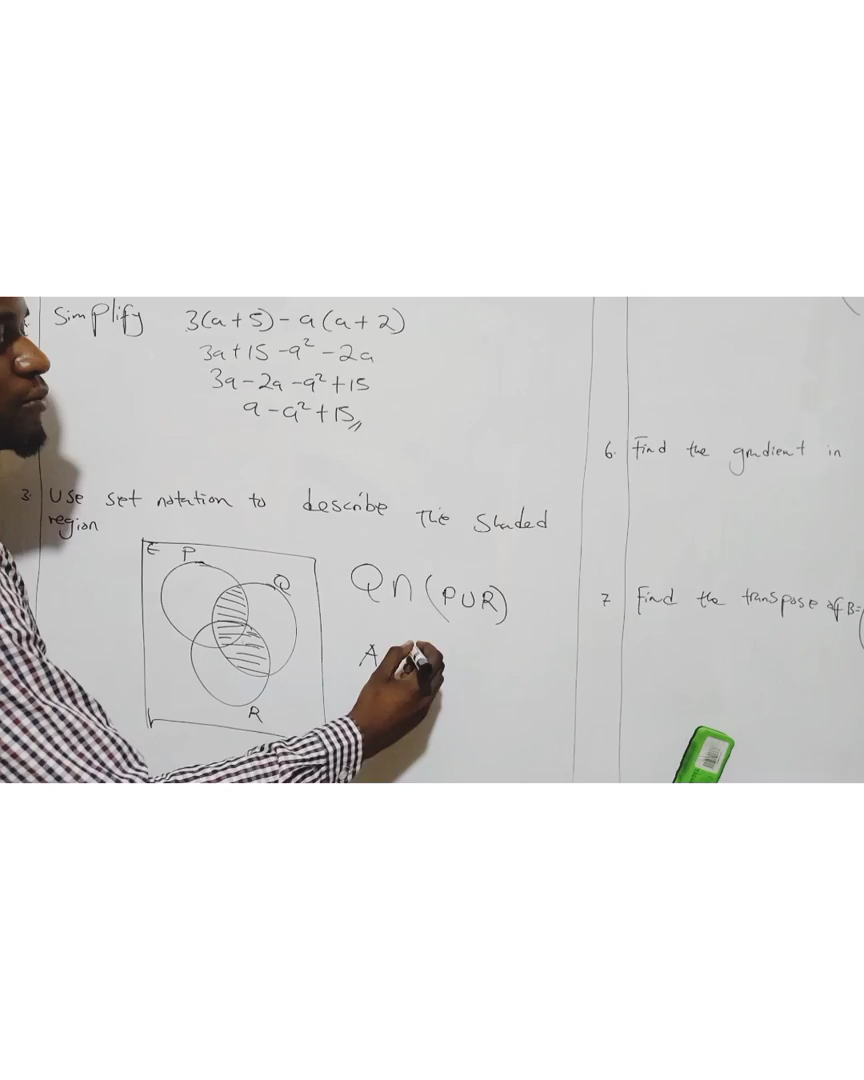 Simplify 3(a+5) - a(a+2)
3a+15 -a² -2a
3a - 2a -a² +15
a - a² + 15
3. Use set notation to describe the shaded
region
E P
Q
R
Q∩(PUR)
A
6. Find the gradient in
7 Find the transpose of B=(